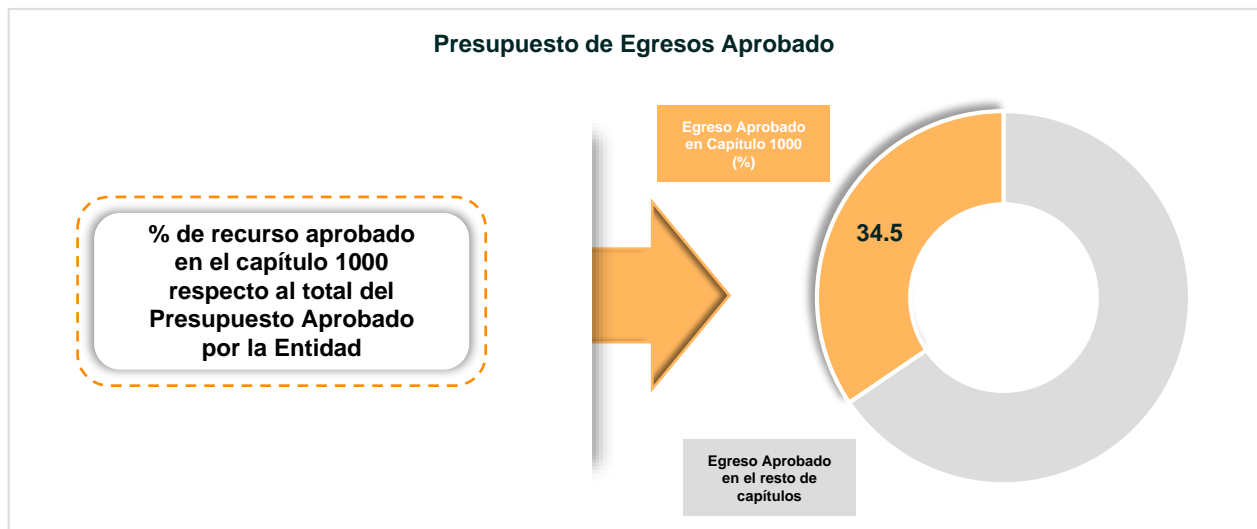 Presupuesto de Egresos Aprobado
Egreso Aprobado
en Capítulo 1000
(%)
% de recurso aprobado
en el capítulo 1000
respecto al total del
Presupuesto Aprobado
por la Entidad
34.5
Egreso Aprobado
en el resto de
capítulos